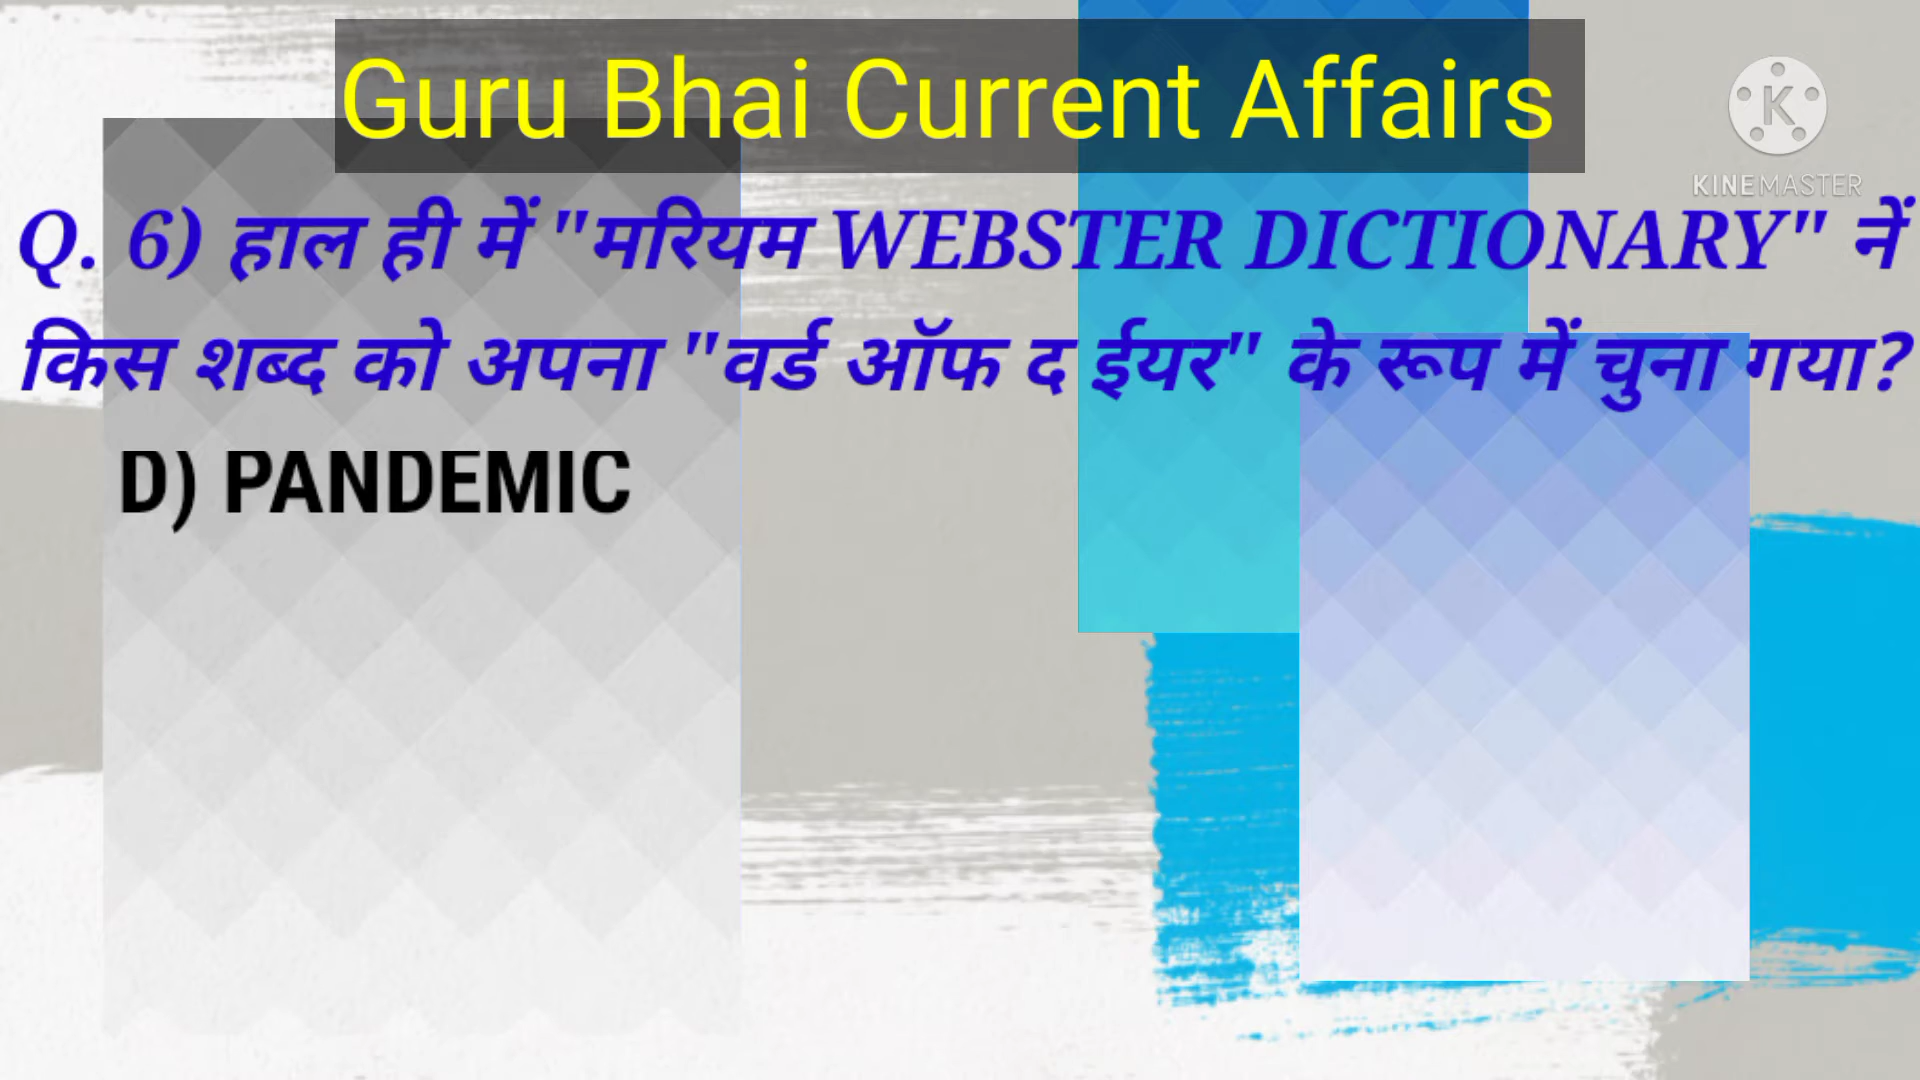 Guru Bhai Current Affairs
K
KINEMASTER
Q. 6) हाल ही में "मरियम WEBSTER DICTIONARY" नें
किस शब्द को अपना "वर्ड ऑफ द ईयर" के रूप में चुना गया?
D) PANDEMIC